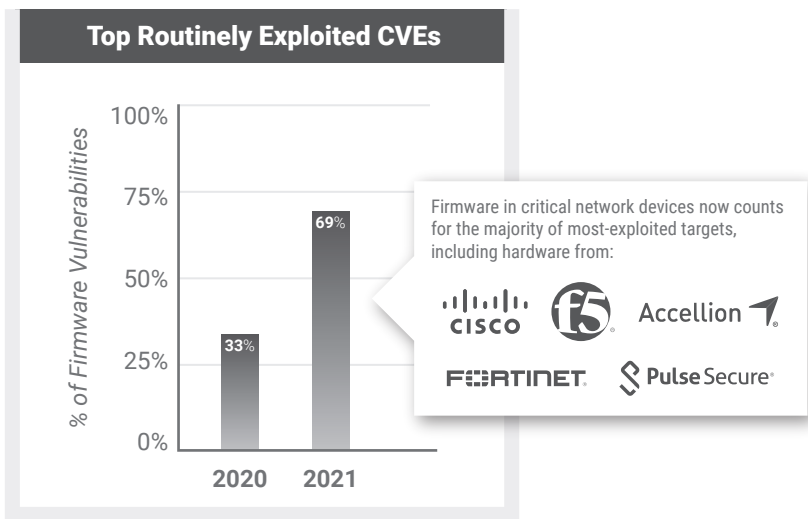 Top Routinely Exploited CVEs
% of Firmware Vulnerabilities
100%
75%
50%
25%
0%
33%
69%
2020
2021
Firmware in critical network devices now counts
for the majority of most-exploited targets,
including hardware from:
CISCO
f5®
Accellion®
FORTINET®
Pulse Secure®